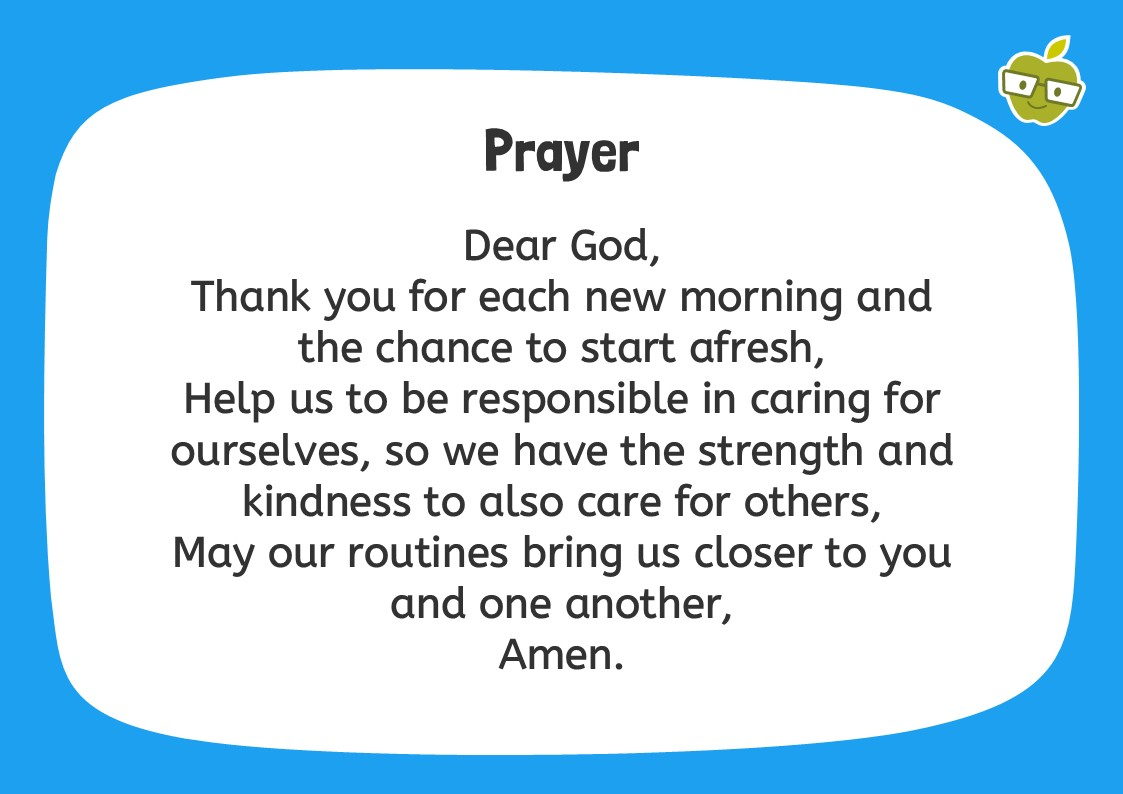 Prayer
Dear God,
Thank you for each new morning and
the chance to start afresh,
Help us to be responsible in caring for
ourselves, so we have the strength and
kindness to also care for others,
May our routines bring us closer to you
and one another,
Amen.